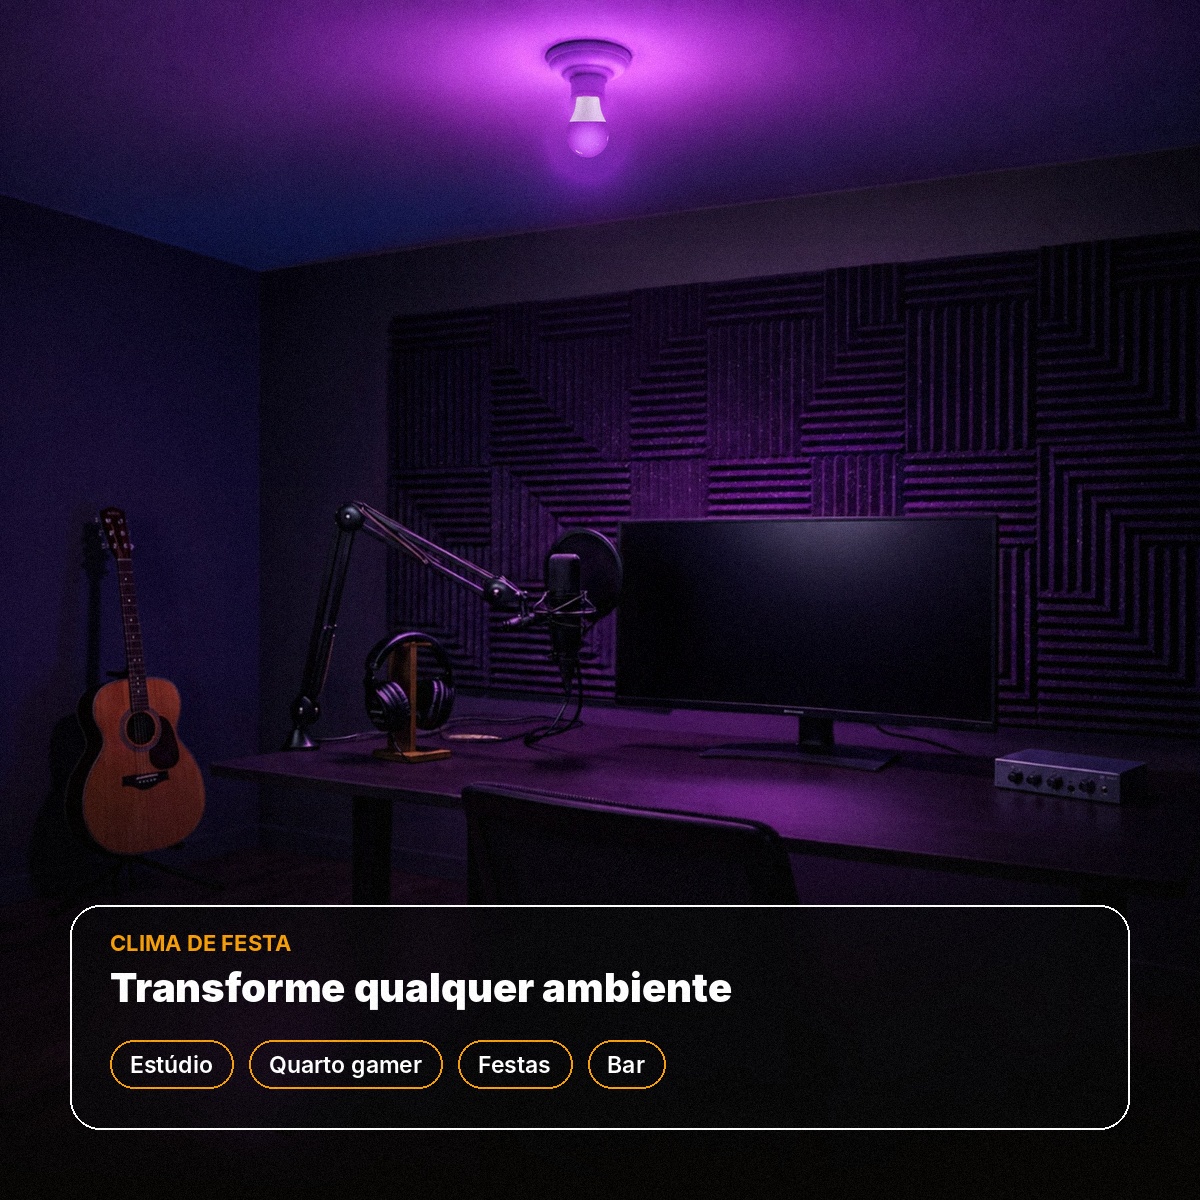 CLIMA DE FESTA
Transforme qualquer ambiente
Estúdio
Quarto gamer
Festas
Bar